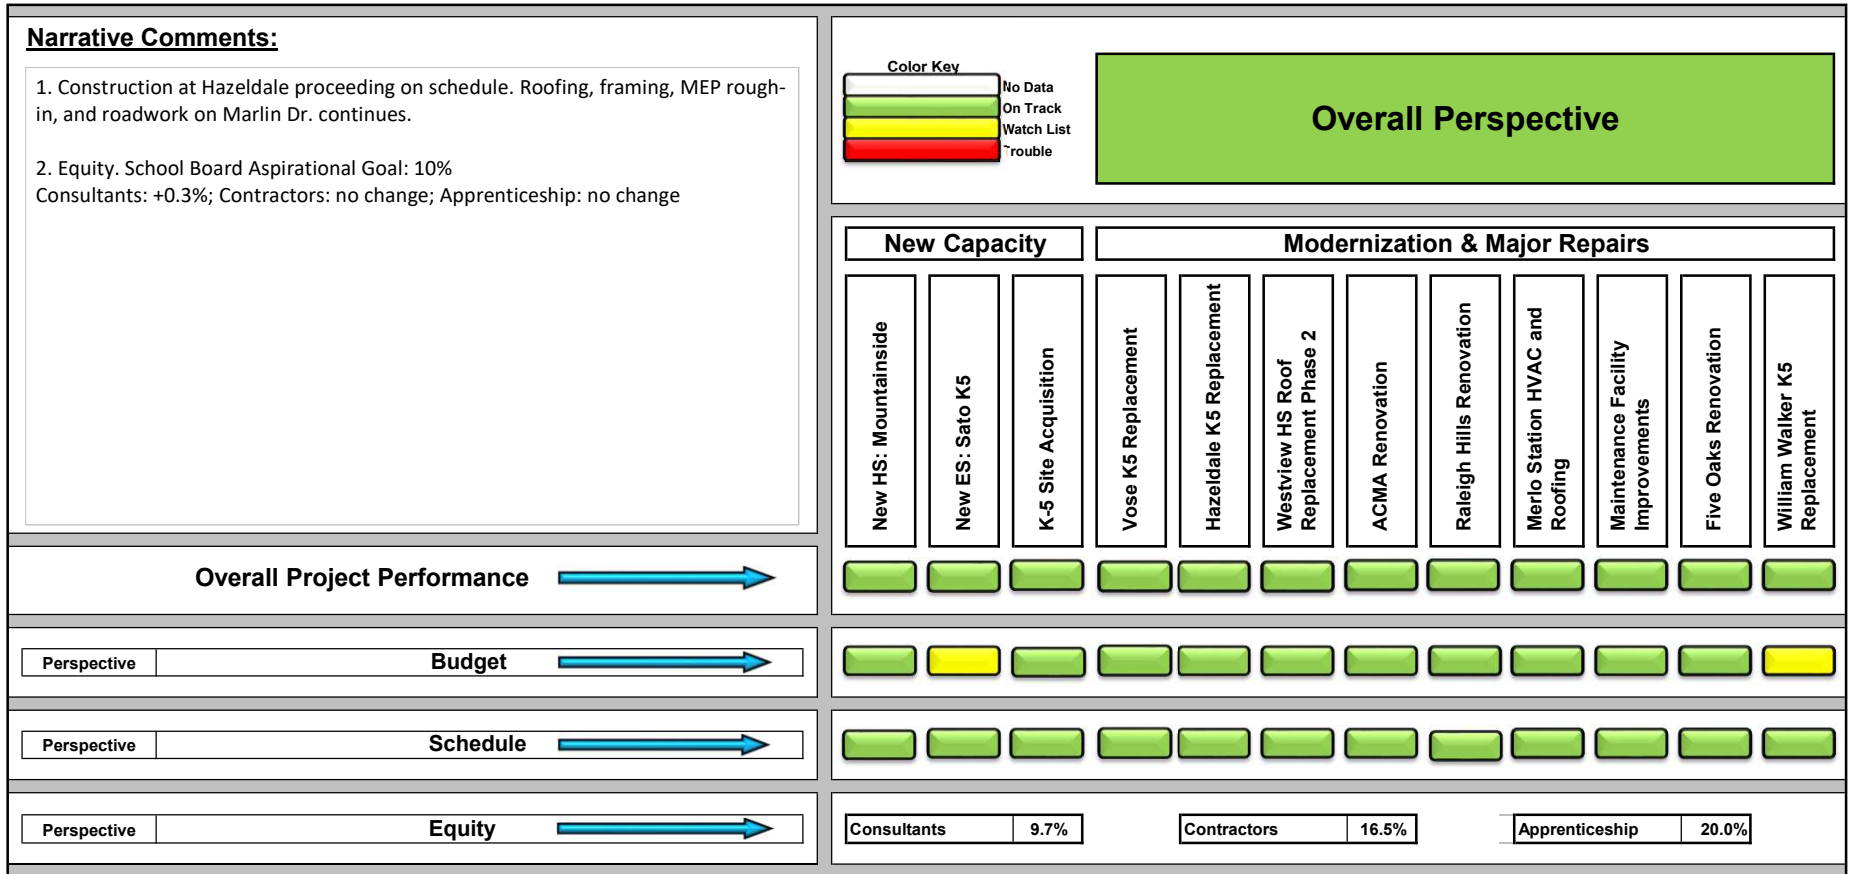 Narrative Comments:
1. Construction at Hazeldale proceeding on schedule. Roofing, framing, MEP rough-
in, and roadwork on Marlin Dr. continues.
2. Equity. School Board Aspirational Goal: 10%
Consultants: +0.3%; Contractors: no change; Apprenticeship: no change
Color Key
No Data
On Track
Watch List
Trouble
Overall Perspective
New Capacity
Modernization & Major Repairs
New HS: Mountainside
New ES: Sato K5
K-5 Site Acquisition
Vose K5 Replacement
Hazeldale K5 Replacement
Westview HS Roof
Replacement Phase 2
ACMA Renovation
Raleigh Hills Renovation
Merlo Station HVAC and
Roofing
Maintenance Facility
Improvements
Five Oaks Renovation
William Walker K5
Replacement
Overall Project Performance
Perspective
Budget
Perspective
Schedule
Perspective
Equity
Consultants 9.7%
Contractors 16.5%
Apprenticeship 20.0%